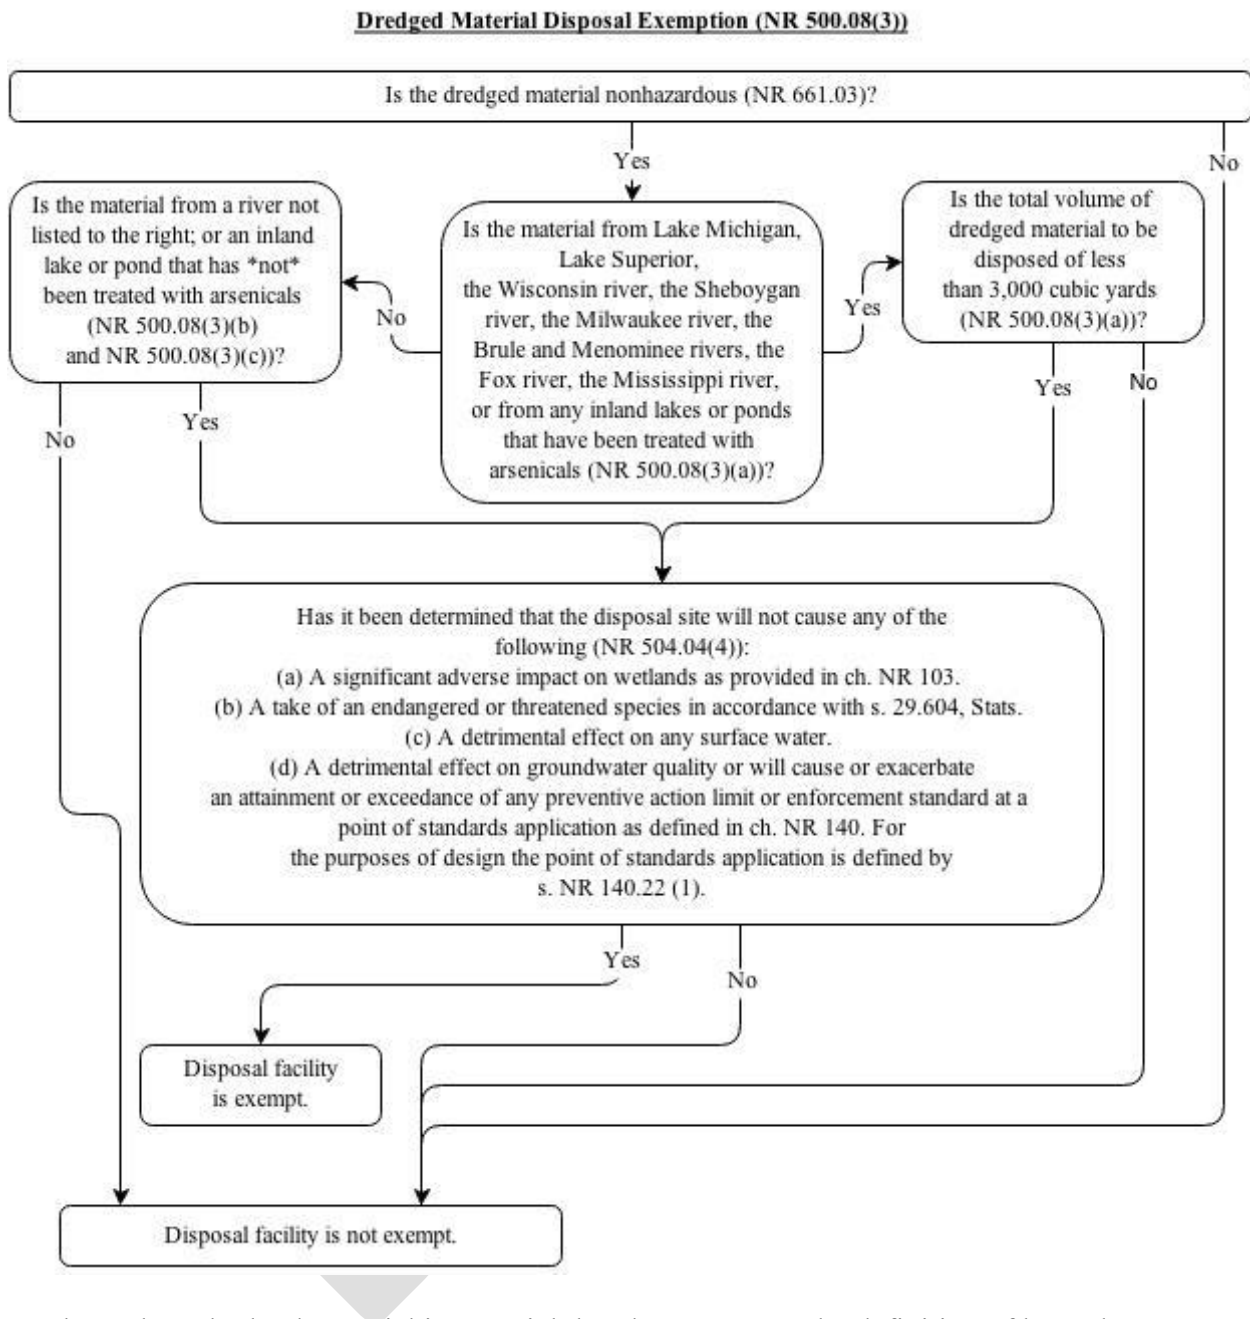 Dredged Material Disposal Exemption (NR 500.08(3))
Is the dredged material nonhazardous (NR 661.03)?
Yes
No
Is the material from a river not
listed to the right; or an inland
lake or pond that has *not*
been treated with arsenicals
(NR 500.08(3)(b)
and NR 500.08(3)(c))?
No
Is the material from Lake Michigan,
Lake Superior,
the Wisconsin river, the Sheboygan
river, the Milwaukee river, the
Brule and Menominee rivers, the
Fox river, the Mississippi river,
or from any inland lakes or ponds
that have been treated with
arsenicals (NR 500.08(3)(a))?
Yes
Is the total volume of
dredged material to be
disposed of less
than 3,000 cubic yards
(NR 500.08(3)(a))?
No
Yes
Yes
No
Has it been determined that the disposal site will not cause any of the
following (NR 504.04(4)):
(a) A significant adverse impact on wetlands as provided in ch. NR 103.
(b) A take of an endangered or threatened species in accordance with s. 29.604, Stats.
(c) A detrimental effect on any surface water.
(d) A detrimental effect on groundwater quality or will cause or exacerbate
an attainment or exceedance of any preventive action limit or enforcement standard at a
point of standards application as defined in ch. NR 140. For
the purposes of design the point of standards application is defined by
s. NR 140.22 (1).
Yes
No
Disposal facility
is exempt.
Disposal facility is not exempt.